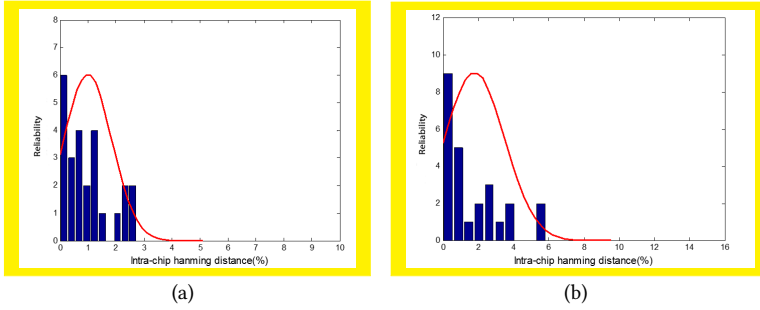 8
7
6
5
4
3
2
1
0
Reliability
0 1 2 3 4 5 6 7 8 9 10
Intra-chip hanming distance(%)
(a)
12
10
8
6
4
2
0
Reliability
0 2 4 6 8 10 12 14 16
Intra-chip hanming distance(%)
(b)